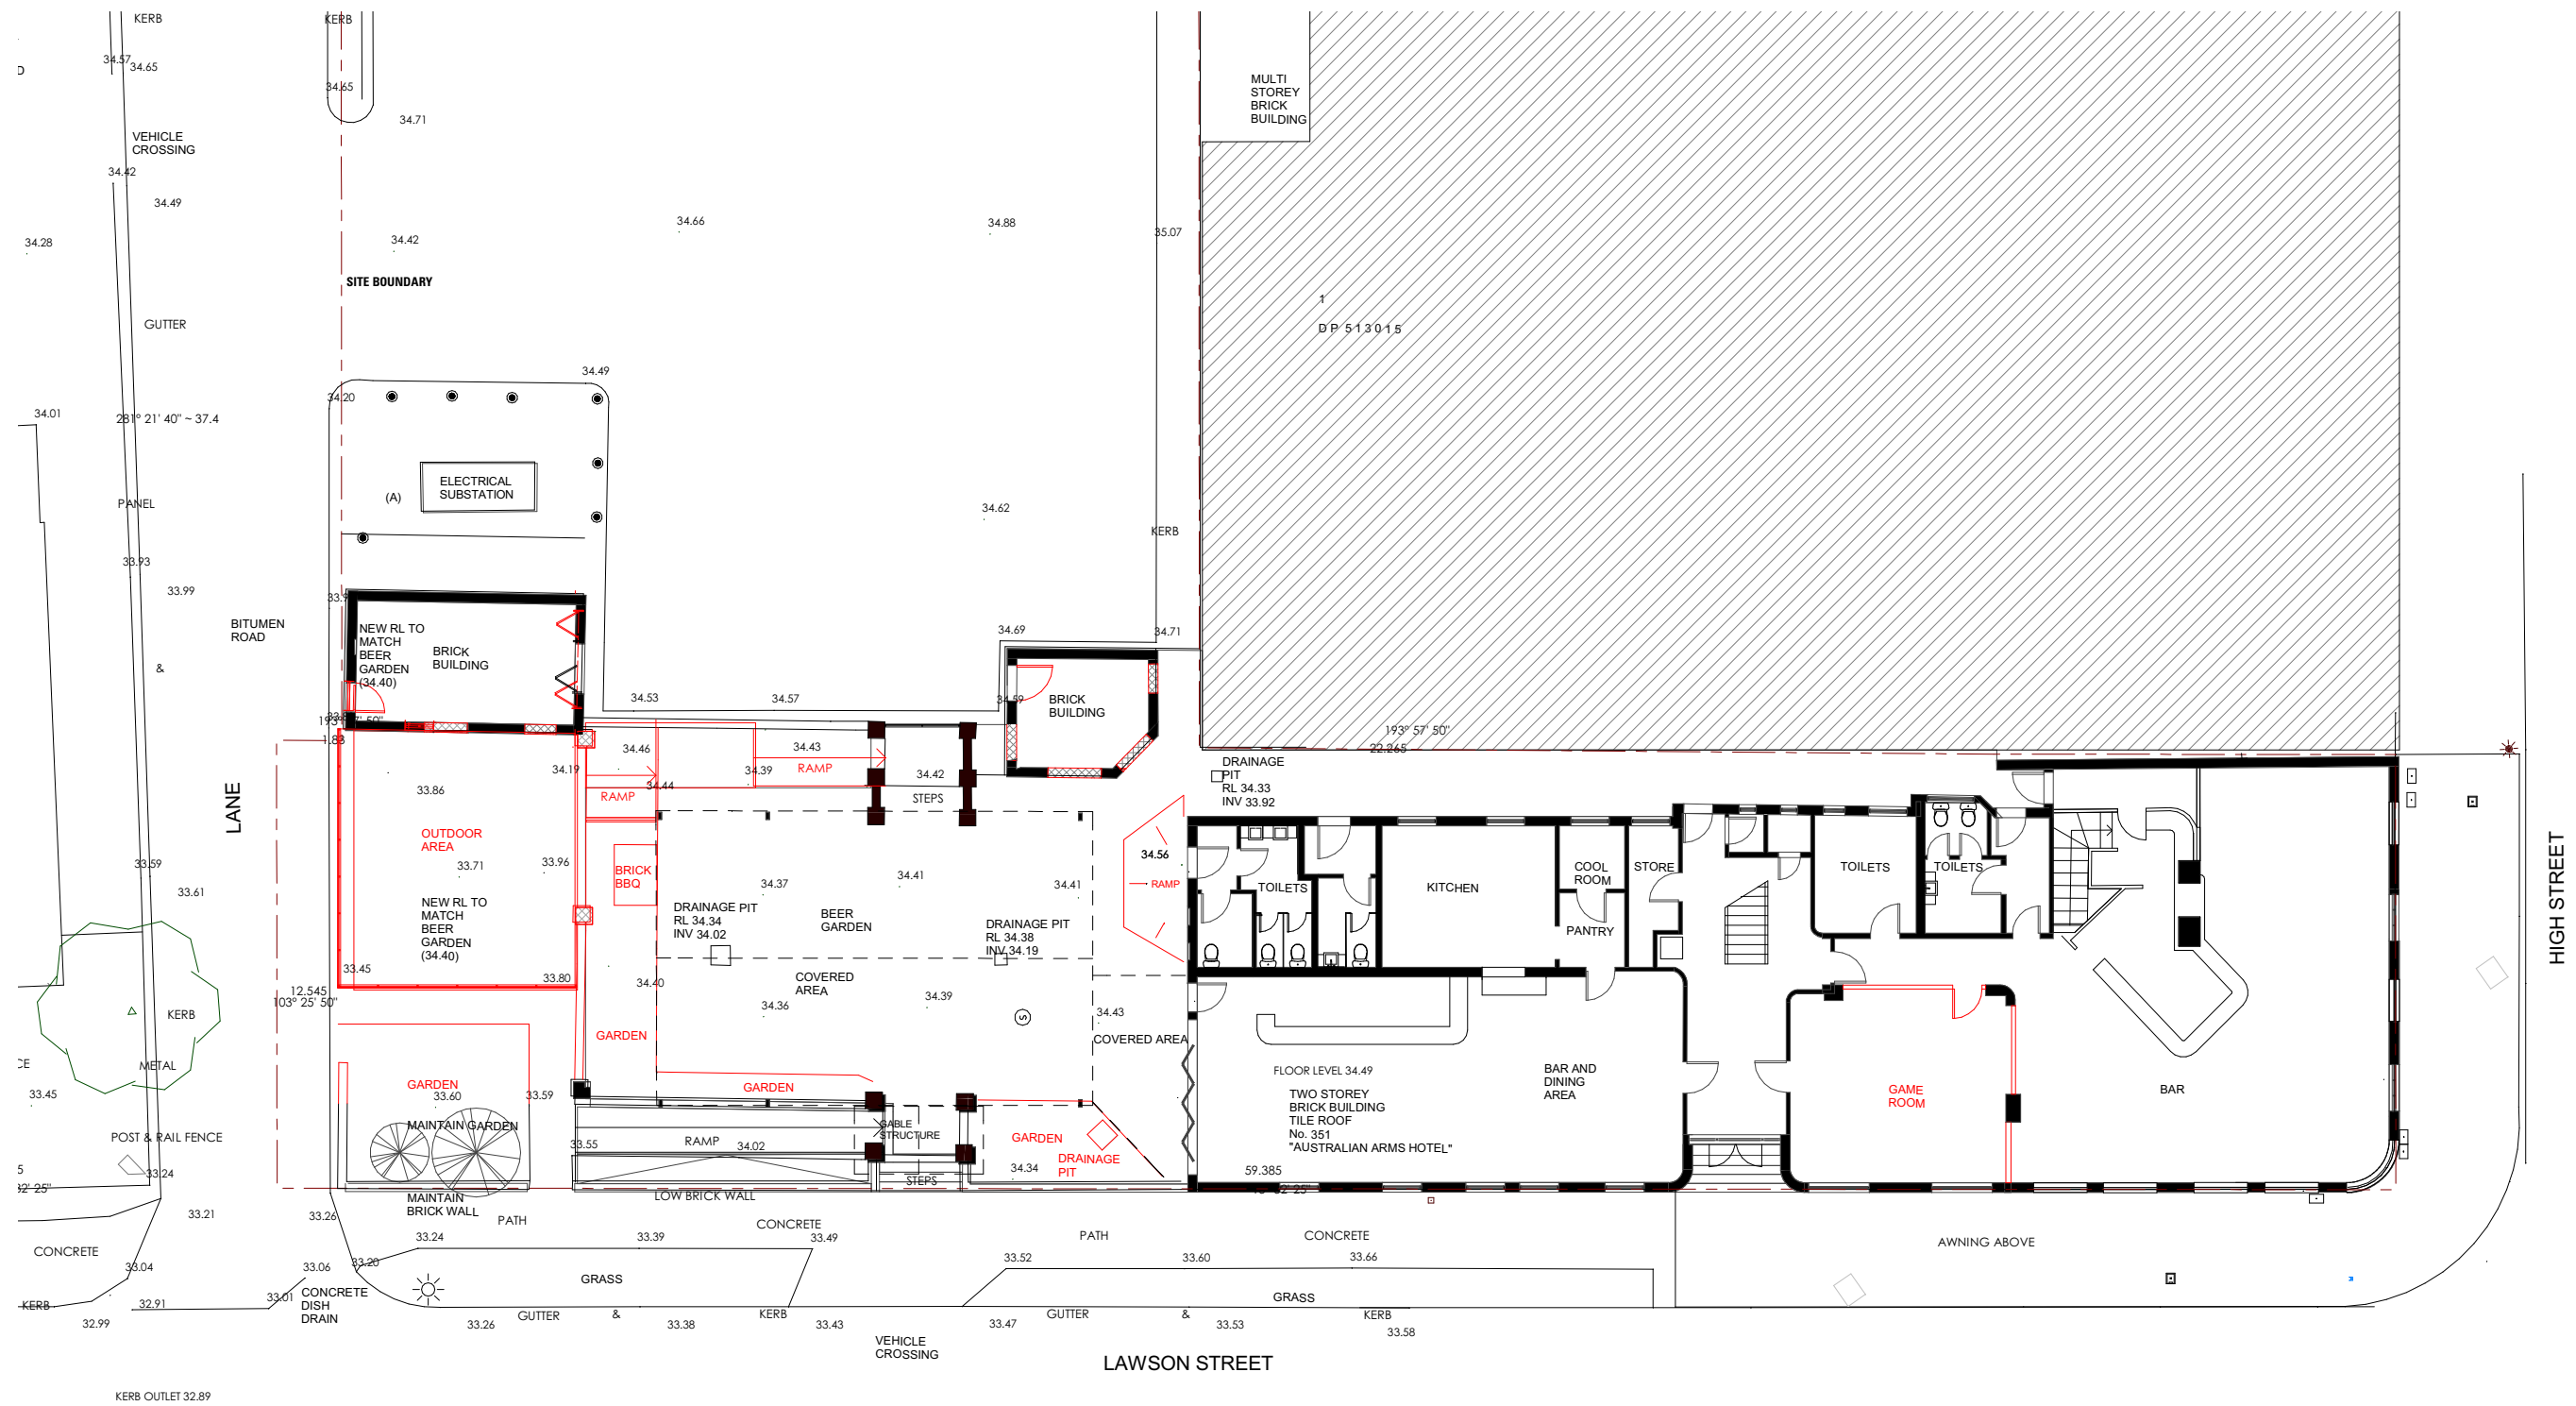 KERB
KERB
34.57
34.65
D
34.65
34.71
VEHICLE
CROSSING
34.42
34.49
34.28
34.42
34.66
34.88
35.07
MULTI
STOREY
BRICK
BUILDING
SITE BOUNDARY
1
DP 513015
GUTTER
34.49
34.20
34.01
281° 21' 40" ~ 37.4
ELECTRICAL
SUBSTATION
(A)
PANEL
34.62
KERB
33.93
33.99
BITUMEN
ROAD
NEW RL TO
MATCH
BEER
GARDEN
(34.40)
BRICK
BUILDING
34.69
34.71
&
34.53
34.57
34.59
BRICK
BUILDING
1.83
34.46
34.43
34.19
34.44
34.39
RAMP
RAMP
34.42
STEPS
193° 57' 50"
22.265
DRAINAGE
PIT
RL 34.33
INV 33.92
LANE
33.86
OUTDOOR
AREA
33.71
33.96
NEW RL TO
MATCH
BEER
GARDEN
(34.40)
33.59
33.61
BRICK
BBQ
34.37
34.41
34.41
34.56
RAMP
DRAINAGE PIT
RL 34.34
INV 34.02
BEER
GARDEN
DRAINAGE PIT
RL 34.38
INV 34.19
COVERED
AREA
TOILETS
KITCHEN
COOL
ROOM
PANTRY
STORE
TOILETS
TOILETS
HIGH STREET
33.45
33.80
34.40
34.36
34.39
34.43
12.545
103° 25' 50"
KERB
METAL
CE
33.45
GARDEN
S
COVERED AREA
GARDEN
33.60
33.59
MAINTAIN GARDEN
GARDEN
FLOOR LEVEL 34.49
TWO STOREY
BRICK BUILDING
TILE ROOF
No. 351
"AUSTRALIAN ARMS HOTEL"
BAR AND
DINING
AREA
GAME
ROOM
BAR
POST & RAIL FENCE
33.24
5
32' 25"
33.55
RAMP
34.02
GABLE
STRUCTURE
STEPS
GARDEN
DRAINAGE
PIT
34.34
59.385
MAINTAIN
BRICK WALL
LOW BRICK WALL
33.21
33.26
PATH
CONCRETE
PATH
CONCRETE
AWNING ABOVE
CONCRETE
33.04
33.06
33.20
33.24
33.39
33.49
33.52
33.60
33.66
KERB
32.91
32.99
33.01
CONCRETE
DISH
DRAIN
GRASS
GRASS
33.26
GUTTER
&
33.38
KERB
33.43
33.47
GUTTER
&
33.53
KERB
33.58
VEHICLE
CROSSING
LAWSON STREET
KERB OUTLET 32.89